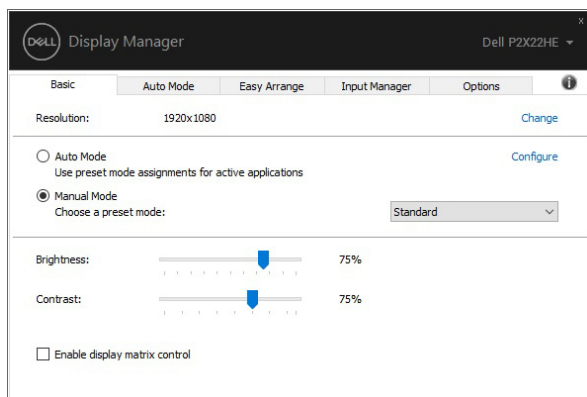 x
DELL Display Manager Dell P2X22HE
Basic Auto Mode Easy Arrange Input Manager Options i
Resolution: 1920x1080 Change
Auto Mode Configure
Use preset mode assignments for active applications
Manual Mode
Choose a preset mode: Standard
Brightness: 75%
Contrast: 75%
Enable display matrix control